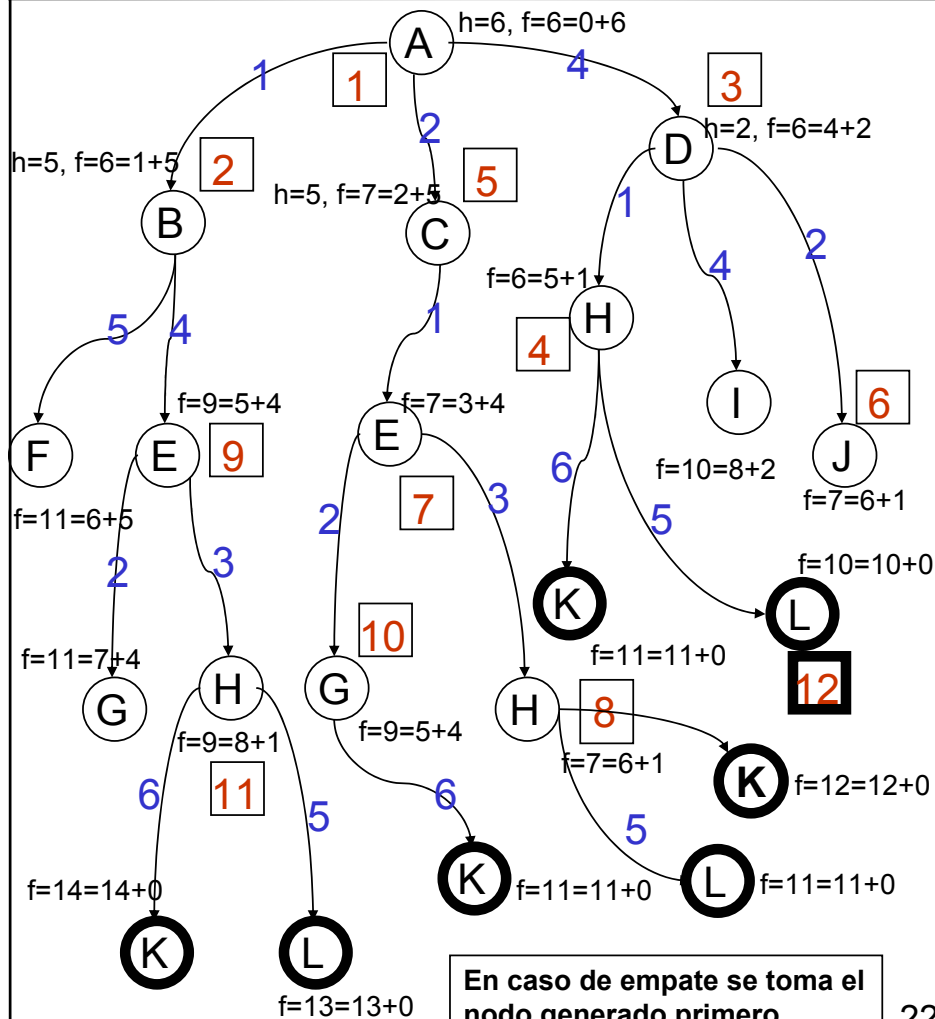 A
h=6, f=6=0+6
1
1
4
3
2
h=2, f=6=4+2
D
h=5, f=6=1+5
2
h=5, f=7=2+5
5
B
C
1
4
2
f=6=5+1
H
5
4
1
4
f=9=5+4
f=7=3+4
I
6
F
E
9
E
J
f=10=8+2
f=7=6+1
f=11=6+5
7
6
2
3
5
2
3
f=10=10+0
K
L
10
f=11=7+4
f=11=11+0
12
G
H
G
H
8
f=9=8+1
f=9=5+4
f=7=6+1
K
f=12=12+0
6
11
5
6
5
f=14=14+0
K
f=11=11+0
L
f=11=11+0
K
L
f=13=13+0
En caso de empate se toma el
nodo generado primero
22